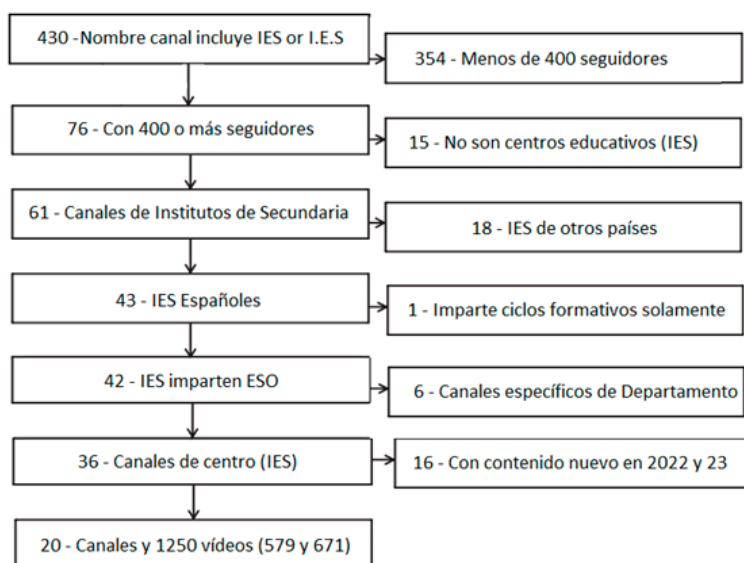 430 -Nombre canal incluye IES or I.E.S
354 - Menos de 400 seguidores
76 - Con 400 o más seguidores
15 - No son centros educativos (IES)
61 - Canales de Institutos de Secundaria
18 - IES de otros países
43 - IES Españoles
1 - Imparte ciclos formativos solamente
42 - IES imparten ESO
6 - Canales específicos de Departamento
36 - Canales de centro (IES)
16 - Con contenido nuevo en 2022 y 23
20 - Canales y 1250 vídeos (579 y 671)